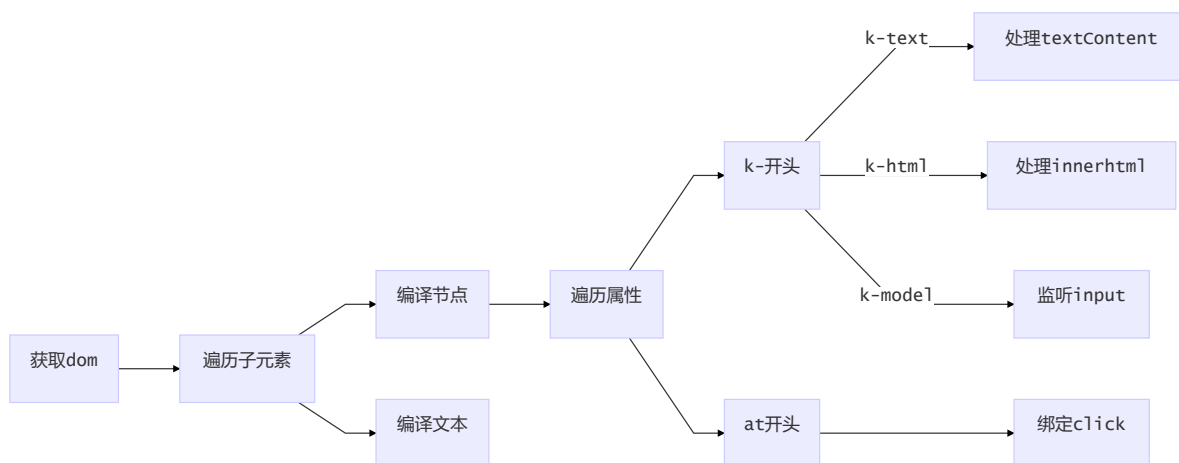 k-text
处理textContent
k-开头
k-html
处理innerhtml
编译节点
遍历属性
k-model
监听input
获取dom
遍历子元素
编译文本
at开头
绑定click